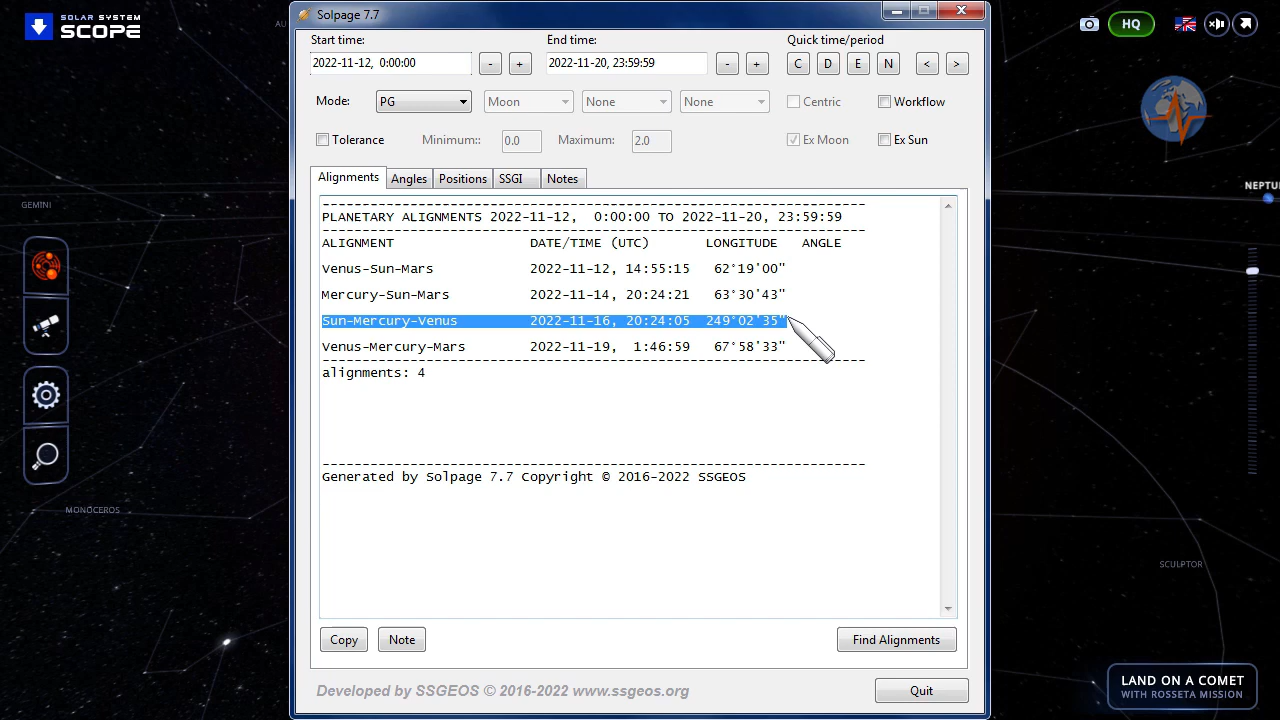 SOLAR SYSTEM
SCOPE
Solpage 7.7
HQ
Start time:
End time:
Quick time/period
2022-11-12,  0:00:00
-
+
2022-11-20, 23:59:59
-
+
C
D
E
N
<
>
Mode:
PG
Moon
None
None
Centric
Workflow
Tolerance
Minimum::
0.0
Maximum:
2.0
Ex Moon
Ex Sun
Alignments
Angles
Positions
SSGI
Notes
GEMINI
NEPTU
--------------------------------------------------------------------
PLANETARY ALIGNMENTS 2022-11-12,  0:00:00 TO 2022-11-20, 23:59:59
--------------------------------------------------------------------
ALIGNMENT DATE/TIME (UTC) LONGITUDE ANGLE
Venus-Sun-Mars 2022-11-12, 14:55:15 62°19'00"
Mercury-Sun-Mars 2022-11-14, 20:24:21 63°30'43"
Sun-Mercury-Venus 2022-11-16, 20:24:05 249°02'35"
Venus-Mercury-Mars 2022-11-19,  1:46:59 67°58'33"
--------------------------------------------------------------------
alignments: 4
--------------------------------------------------------------------
Generated by Solpage 7.7 Copyright © 2016-2022 SSGEOS
MONOCEROS
SCULPTOR
Copy
Note
Find Alignments
Developed by SSGEOS © 2016-2022 www.ssgeos.org
Quit
LAND ON A COMET
WITH ROSSETA MISSION